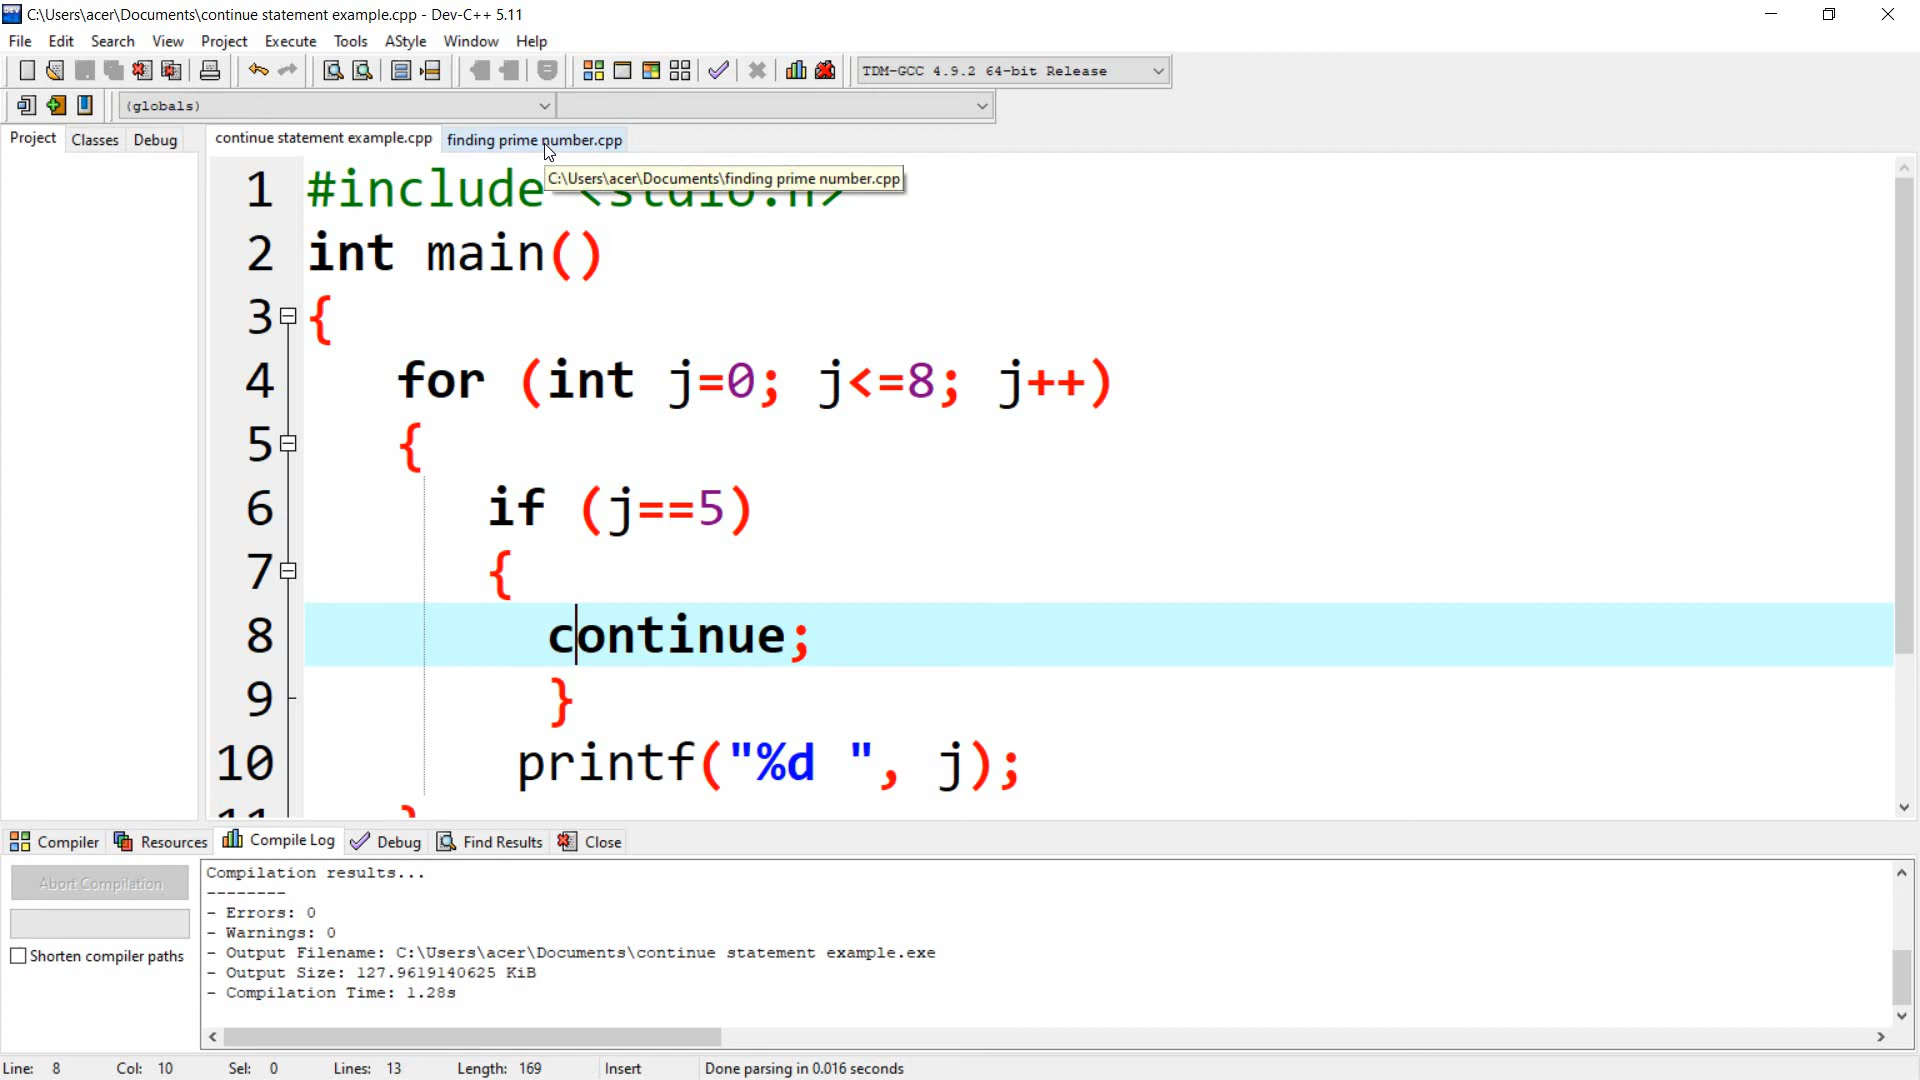 C:\Users\acer\Documents\continue statement example.cpp - Dev-C++ 5.11
File Edit Search View Project Execute Tools AStyle Window Help
TDM-GCC 4.9.2 64-bit Release
(globals)
Project Classes Debug continue statement example.cpp finding prime number.cpp
C:\Users\acer\Documents\finding prime number.cpp
1 #include <stdio.h>
2 int main()
3 {
4 for (int j=0; j<=8; j++)
5 {
6 if (j==5)
7 {
8 continue;
9 }
10 printf("%d ", j);
11 }
Compiler Resources Compile Log Debug Find Results Close
Abort Compilation
Shorten compiler paths
Compilation results...
--------
- Errors: 0
- Warnings: 0
- Output Filename: C:\Users\acer\Documents\continue statement example.exe
- Output Size: 127.9619140625 KiB
- Compilation Time: 1.28s
Line: 8 Col: 10 Sel: 0 Lines: 13 Length: 169 Insert Done parsing in 0.016 seconds